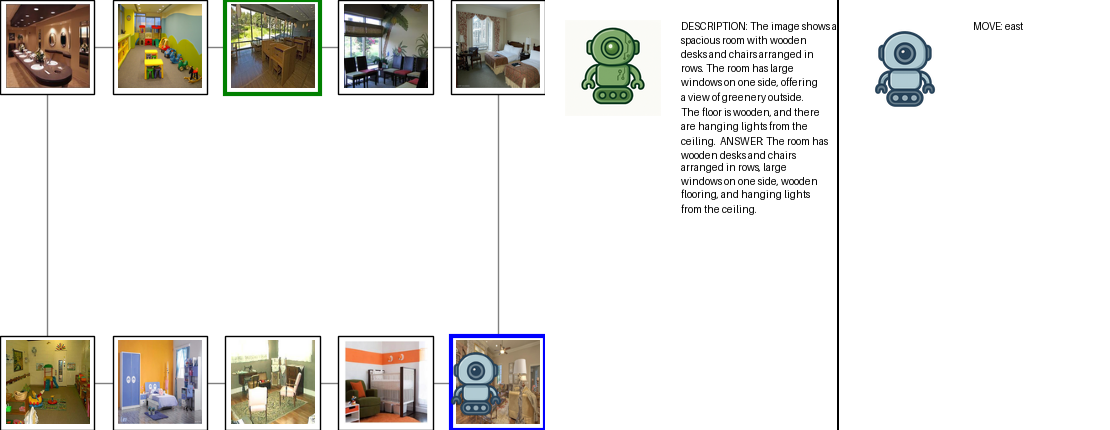 DESCRIPTION: The image shows a
spacious room with wooden
desks and chairs arranged in
rows. The room has large
windows on one side, offering
a view of greenery outside.
The floor is wooden, and there
are hanging lights from the
ceiling. ANSWER: The room has
wooden desks and chairs
arranged in rows, large
windows on one side, wooden
flooring, and hanging lights
from the ceiling.
MOVE: east